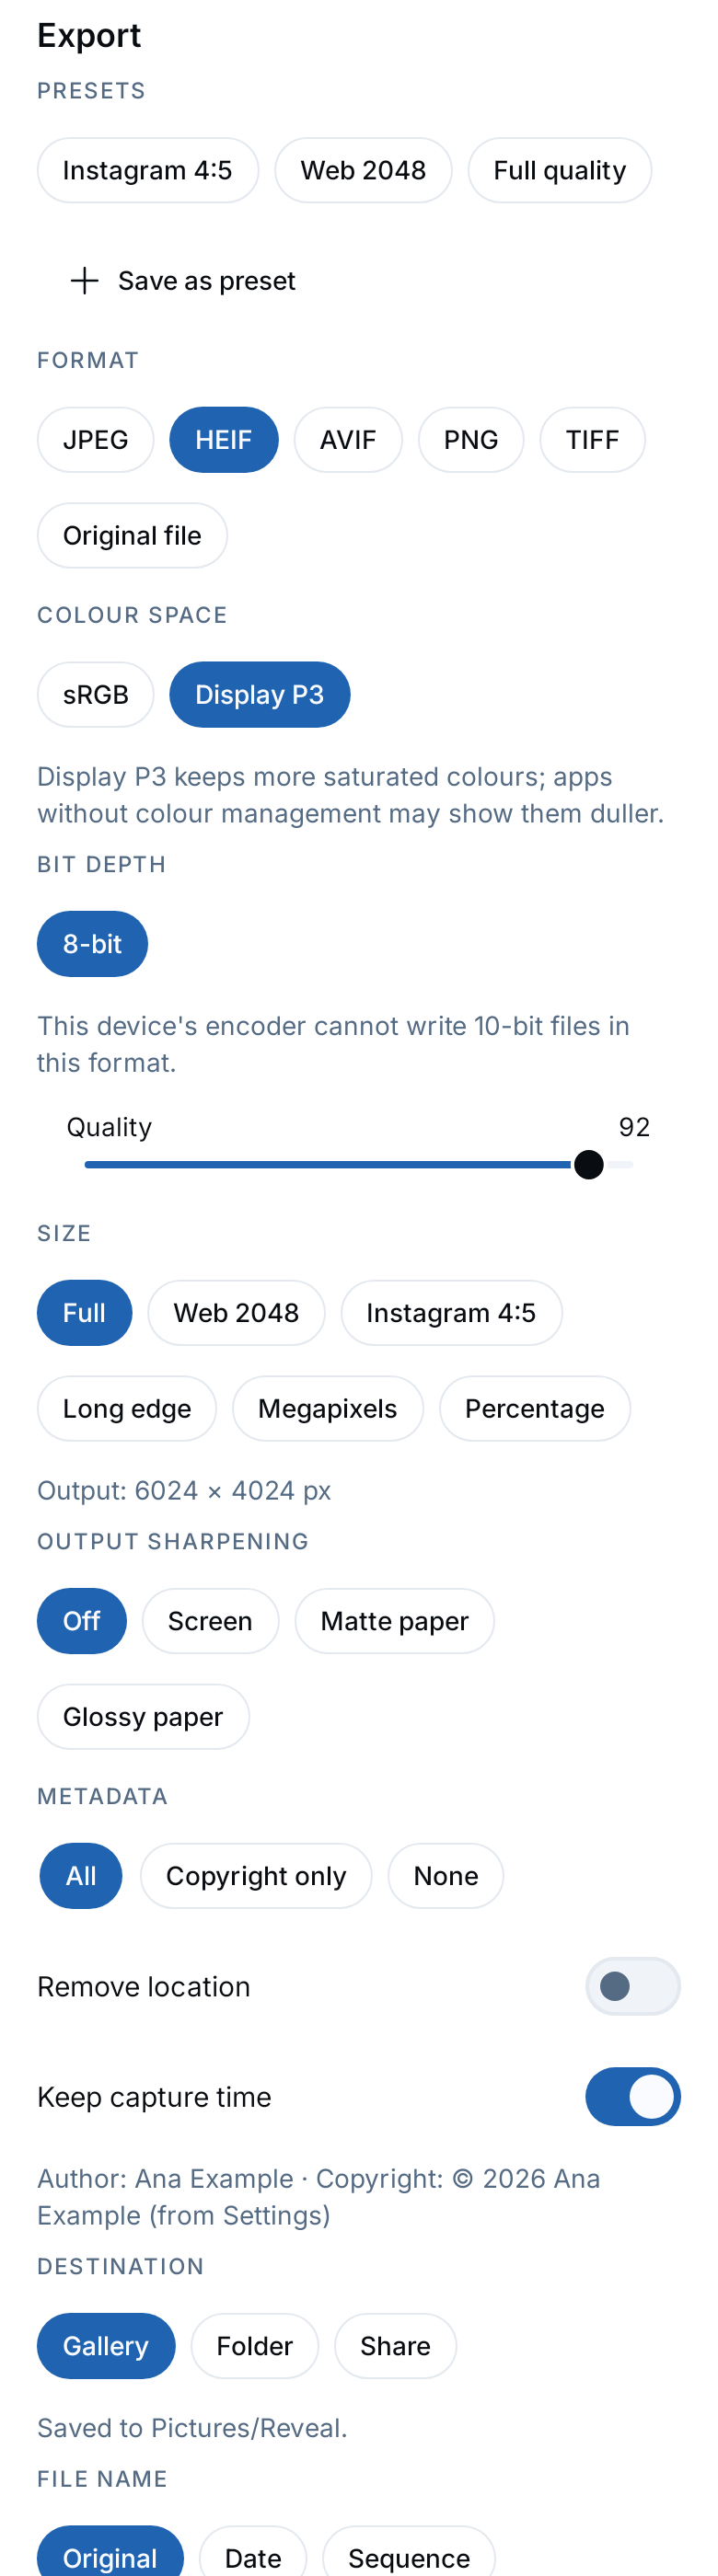 Export
PRESETS
Instagram 4:5 Web 2048 Full quality
Save as preset
FORMAT
JPEG HEIF AVIF PNG TIFF
Original file
COLOUR SPACE
sRGB Display P3
Display P3 keeps more saturated colours; apps
without colour management may show them duller.
BIT DEPTH
8-bit
This device's encoder cannot write 10-bit files in
this format.
Quality 92
SIZE
Full Web 2048 Instagram 4:5
Long edge Megapixels Percentage
Output: 6024 × 4024 px
OUTPUT SHARPENING
Off Screen Matte paper
Glossy paper
METADATA
All Copyright only None
Remove location
Keep capture time
Author: Ana Example · Copyright: © 2026 Ana
Example (from Settings)
DESTINATION
Gallery Folder Share
Saved to Pictures/Reveal.
FILE NAME
Original Date Sequence